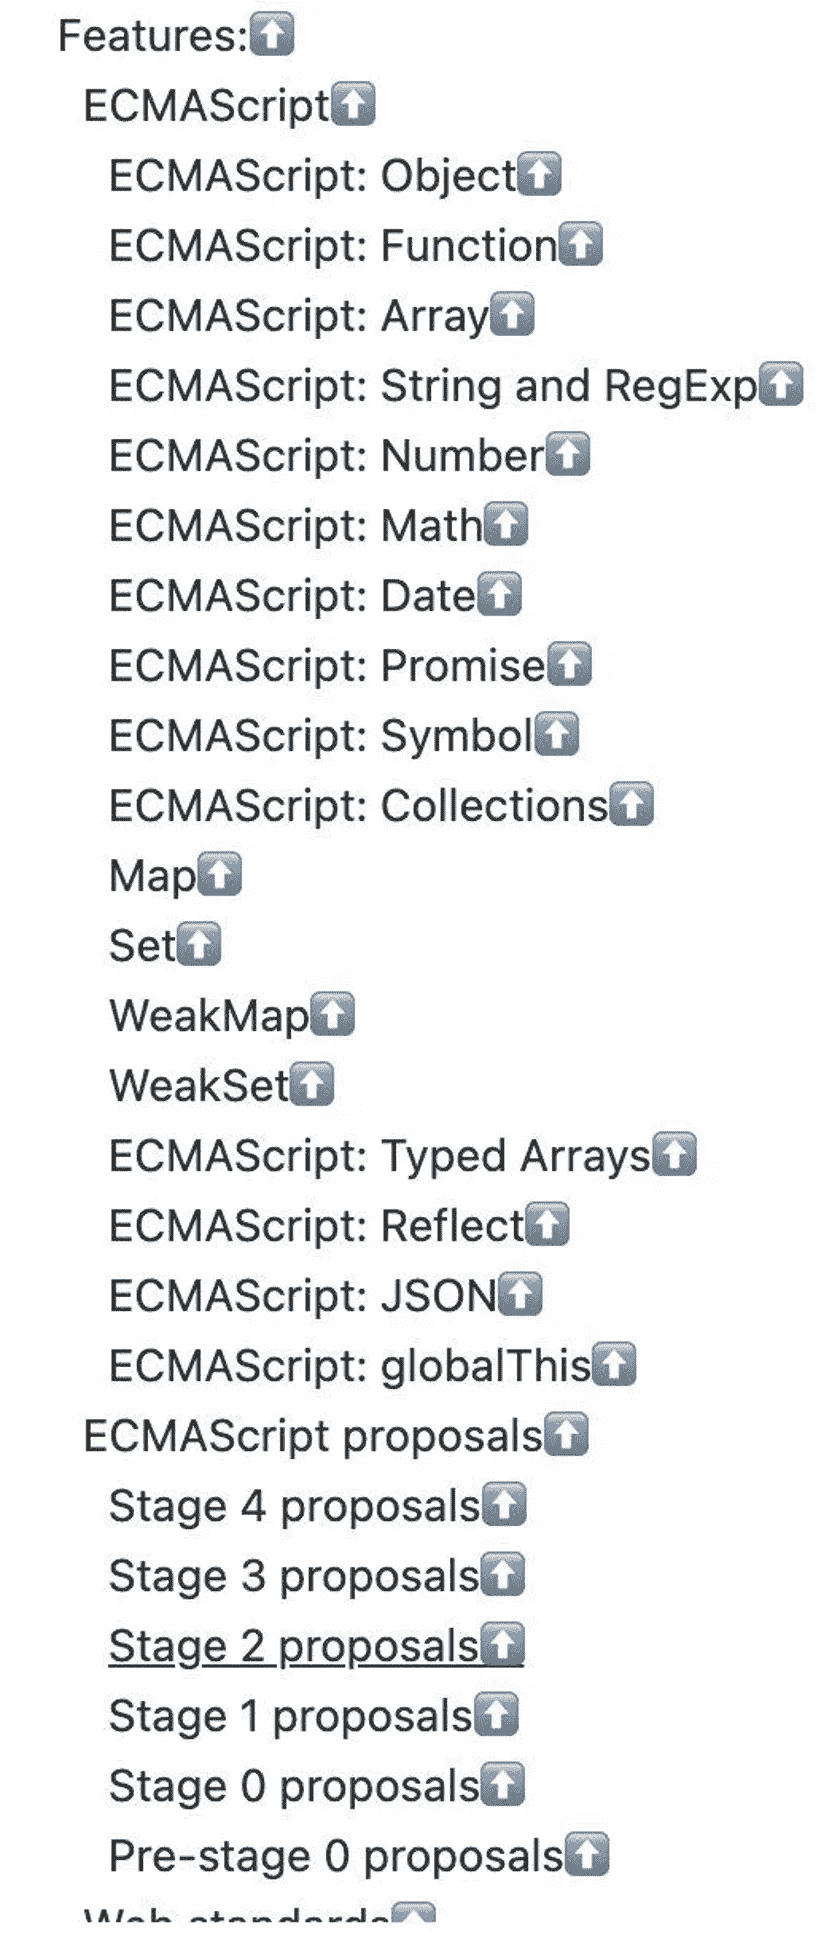 Features:⬆️
ECMAScript⬆️
ECMAScript: Object⬆️
ECMAScript: Function⬆️
ECMAScript: Array⬆️
ECMAScript: String and RegExp⬆️
ECMAScript: Number⬆️
ECMAScript: Math⬆️
ECMAScript: Date⬆️
ECMAScript: Promise⬆️
ECMAScript: Symbol⬆️
ECMAScript: Collections⬆️
Map⬆️
Set⬆️
WeakMap⬆️
WeakSet⬆️
ECMAScript: Typed Arrays⬆️
ECMAScript: Reflect⬆️
ECMAScript: JSON⬆️
ECMAScript: globalThis⬆️
ECMAScript proposals⬆️
Stage 4 proposals⬆️
Stage 3 proposals⬆️
Stage 2 proposals⬆️
Stage 1 proposals⬆️
Stage 0 proposals⬆️
Pre-stage 0 proposals⬆️
Web standards⬆️